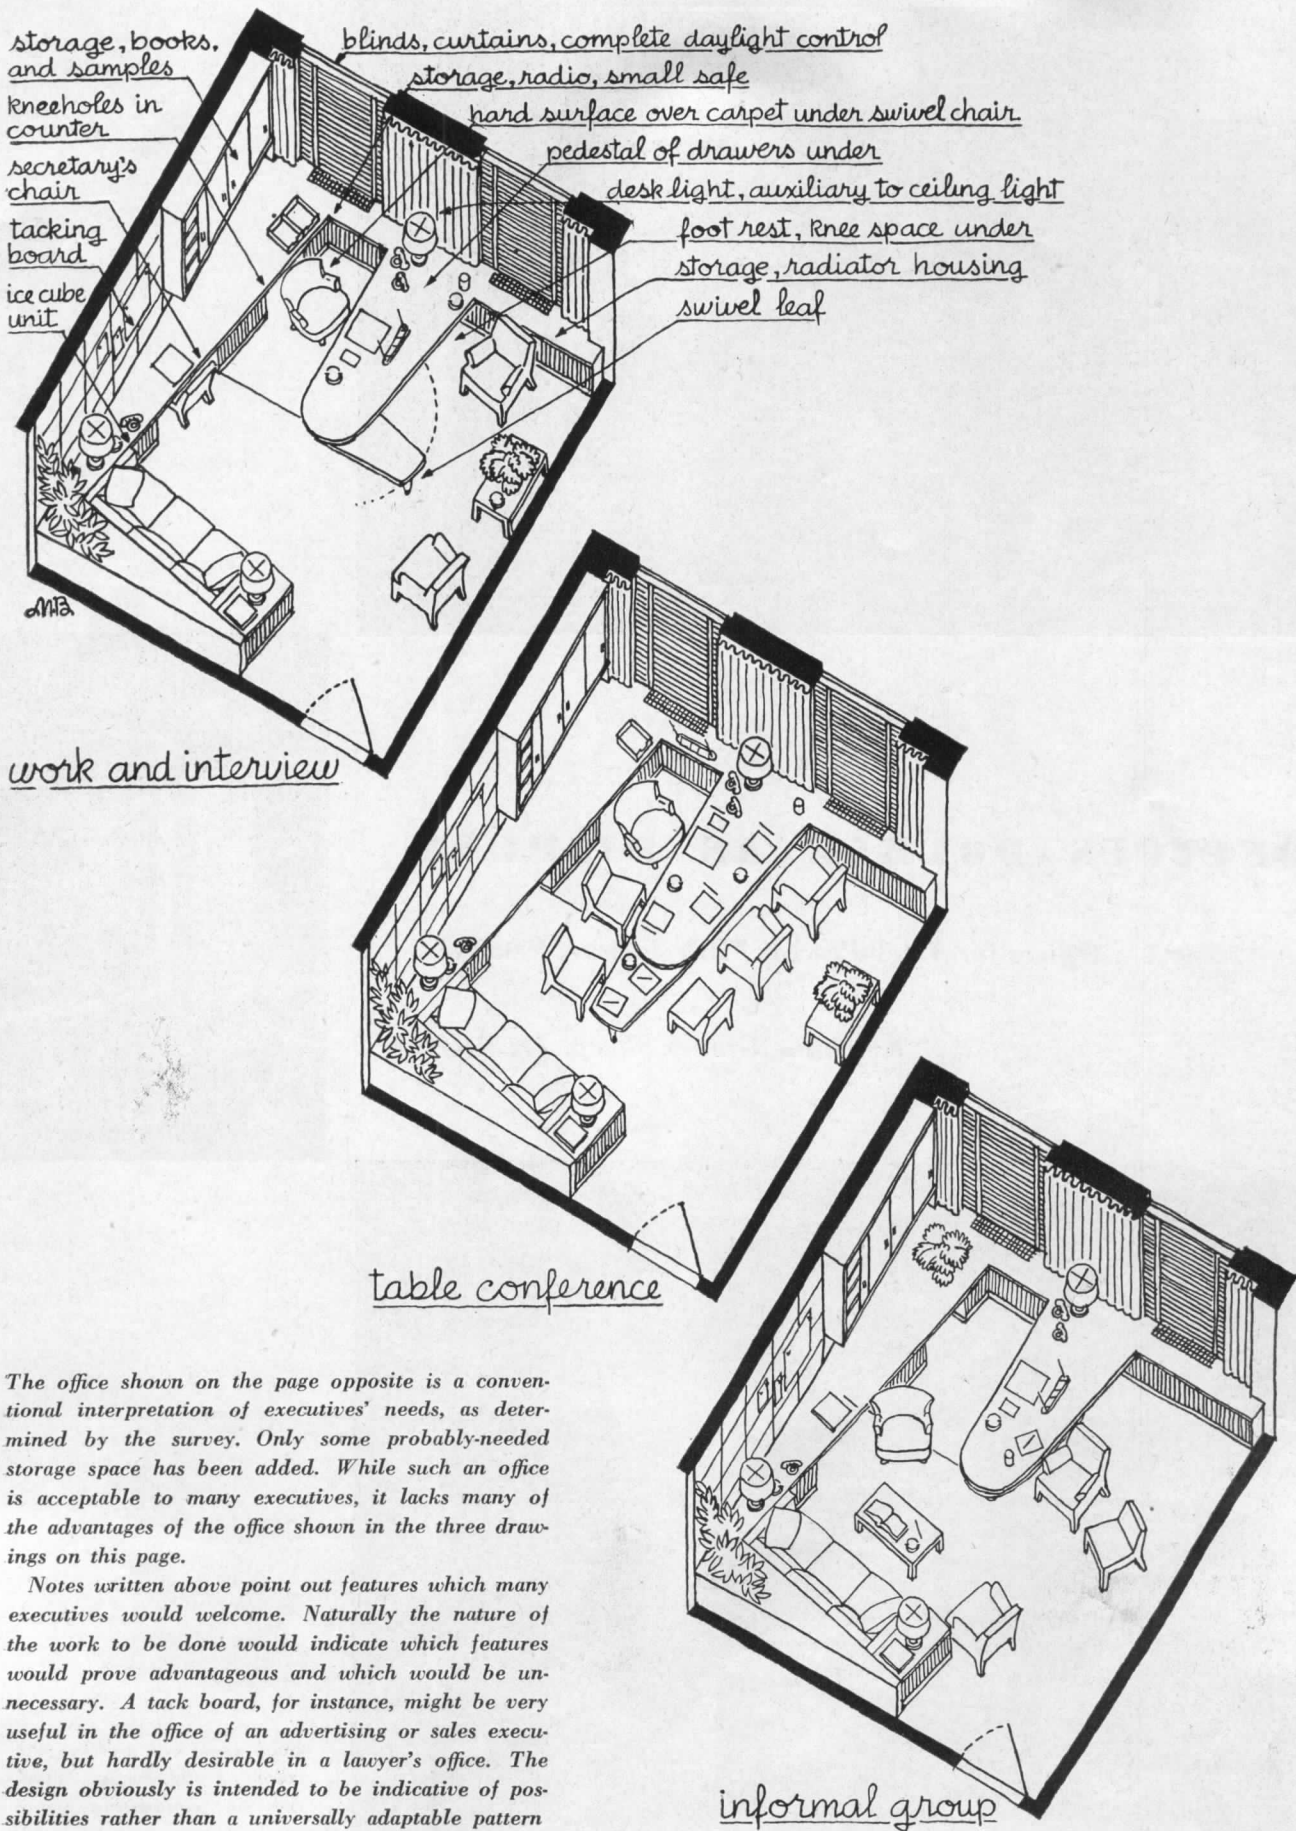 storage, books,
and samples
kneeholes in
counter
secretary's
chair
tacking
board
ice cube
unit
blinds, curtains, complete daylight control
storage, radio, small safe
hard surface over carpet under swivel chair
pedestal of drawers under
desk light, auxiliary to ceiling light
foot rest, knee space under
storage, radiator housing
swivel leaf
work and interview
table conference
informal group
The office shown on the page opposite is a conven-
tional interpretation of executives' needs, as deter-
mined by the survey. Only some probably-needed
storage space has been added. While such an office
is acceptable to many executives, it lacks many of
the advantages of the office shown in the three draw-
ings on this page.
Notes written above point out features which many
executives would welcome. Naturally the nature of
the work to be done would indicate which features
would prove advantageous and which would be un-
necessary. A tack board, for instance, might be very
useful in the office of an advertising or sales execu-
tive, but hardly desirable in a lawyer's office. The
design obviously is intended to be indicative of pos-
sibilities rather than a universally adaptable pattern